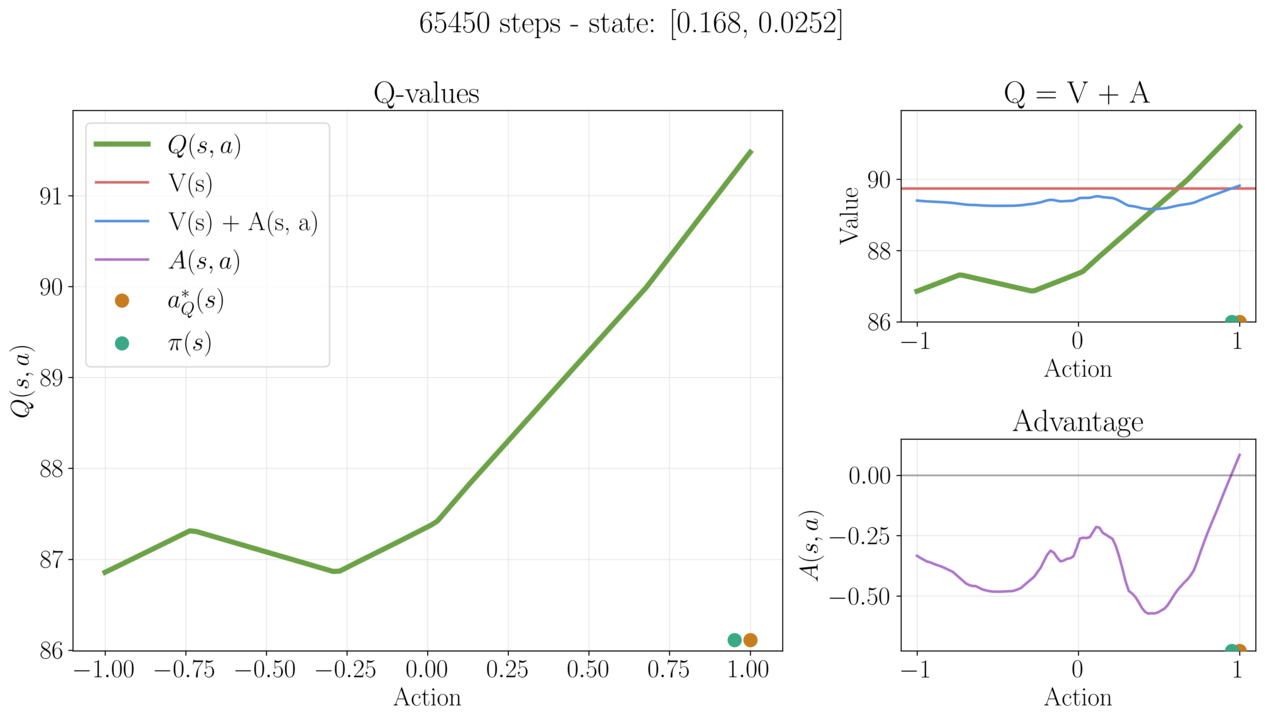 65450 steps - state: [0.168, 0.0252]
Q-values
Q(s, a)
V(s)
V(s) + A(s, a)
A(s, a)
a*Q(s)
π(s)
Q(s, a)
91
90
89
88
87
86
−1.00 −0.75 −0.50 −0.25 0.00 0.25 0.50 0.75 1.00
Action
Q = V + A
Value
90
88
86
−1 0 1
Action
Advantage
A(s, a)
0.00
−0.25
−0.50
−1 0 1
Action